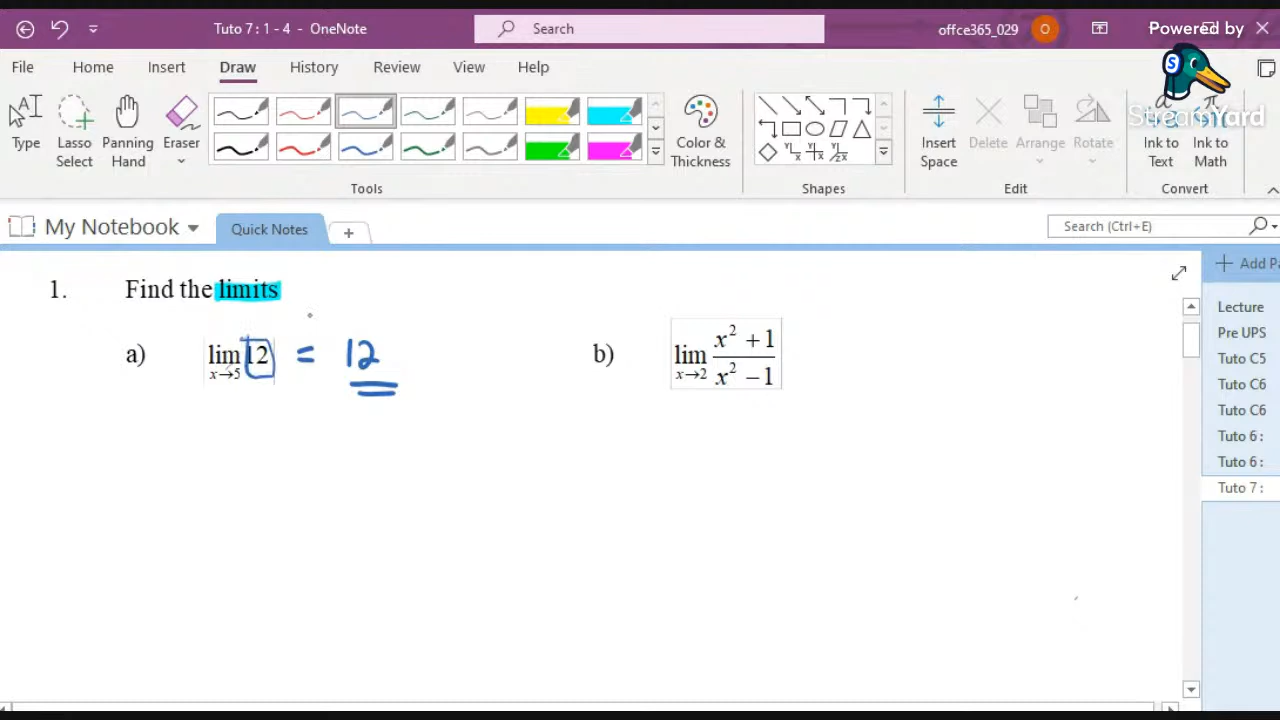 Tuto 7 : 1 - 4 - OneNote
Search
offce365_029
O
Powered by
StreamYard
File Home Insert Draw History Review View Help
Type
Lasso Select
Panning Hand
Eraser
Color & Thickness
Insert Space
Delete
Arrange
Rotate
Ink to Text
Ink to Math
Tools
Shapes
Edit
Convert
My Notebook
Quick Notes
Search (Ctrl+E)
Add Pa
1. Find the limits
a) lim x→5 12 = 12
b) lim x→2 (x² + 1)/(x² − 1)
Lecture
Pre UPS
Tuto C5
Tuto C6
Tuto C6
Tuto 6 :
Tuto 6 :
Tuto 7 :